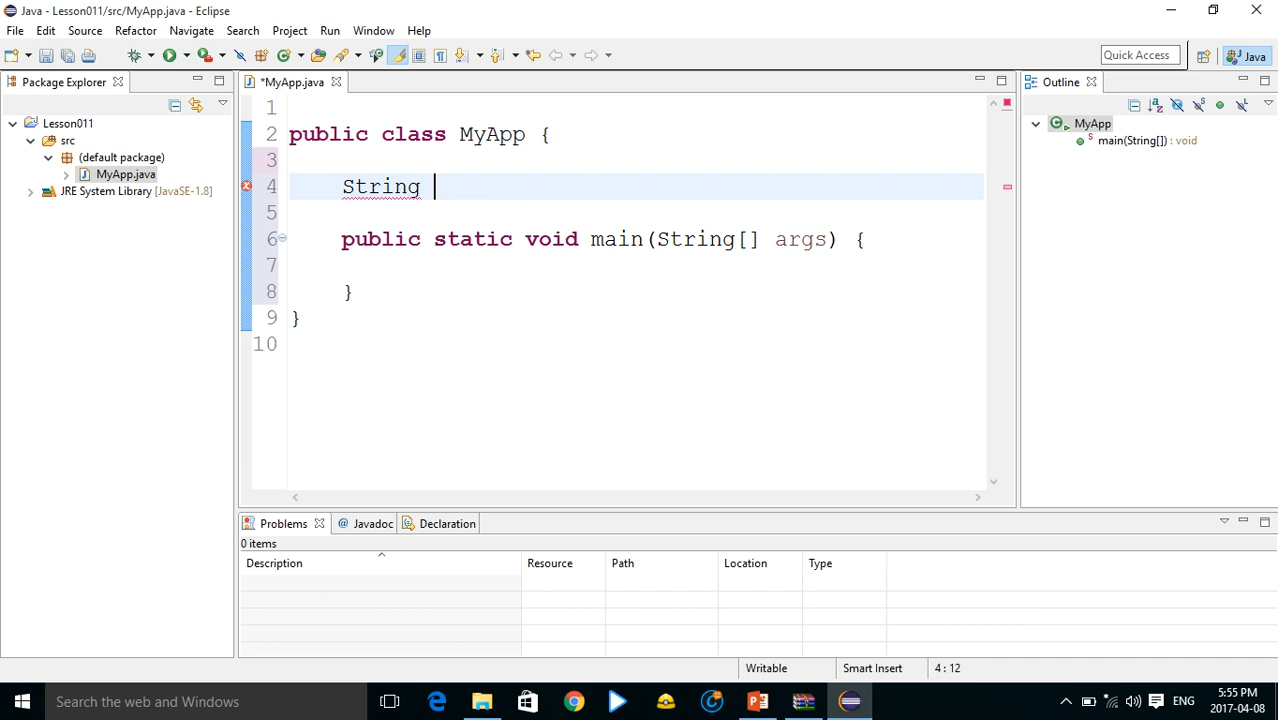 Java - Lesson011/src/MyApp.java - Eclipse
File Edit Source Refactor Navigate Search Project Run Window Help
Quick Access
Java
Package Explorer
*MyApp.java
Outline
Lesson011
src
(default package)
MyApp.java
JRE System Library [JavaSE-1.8]
1
2 public class MyApp {
3
4 String
5
6 public static void main(String[] args) {
7
8 }
9 }
10
MyApp
main(String[]) : void
Problems @ Javadoc Declaration
0 items
Description Resource Path Location Type
Writable Smart Insert 4 : 12
Search the web and Windows
ENG
5:55 PM
2017-04-08